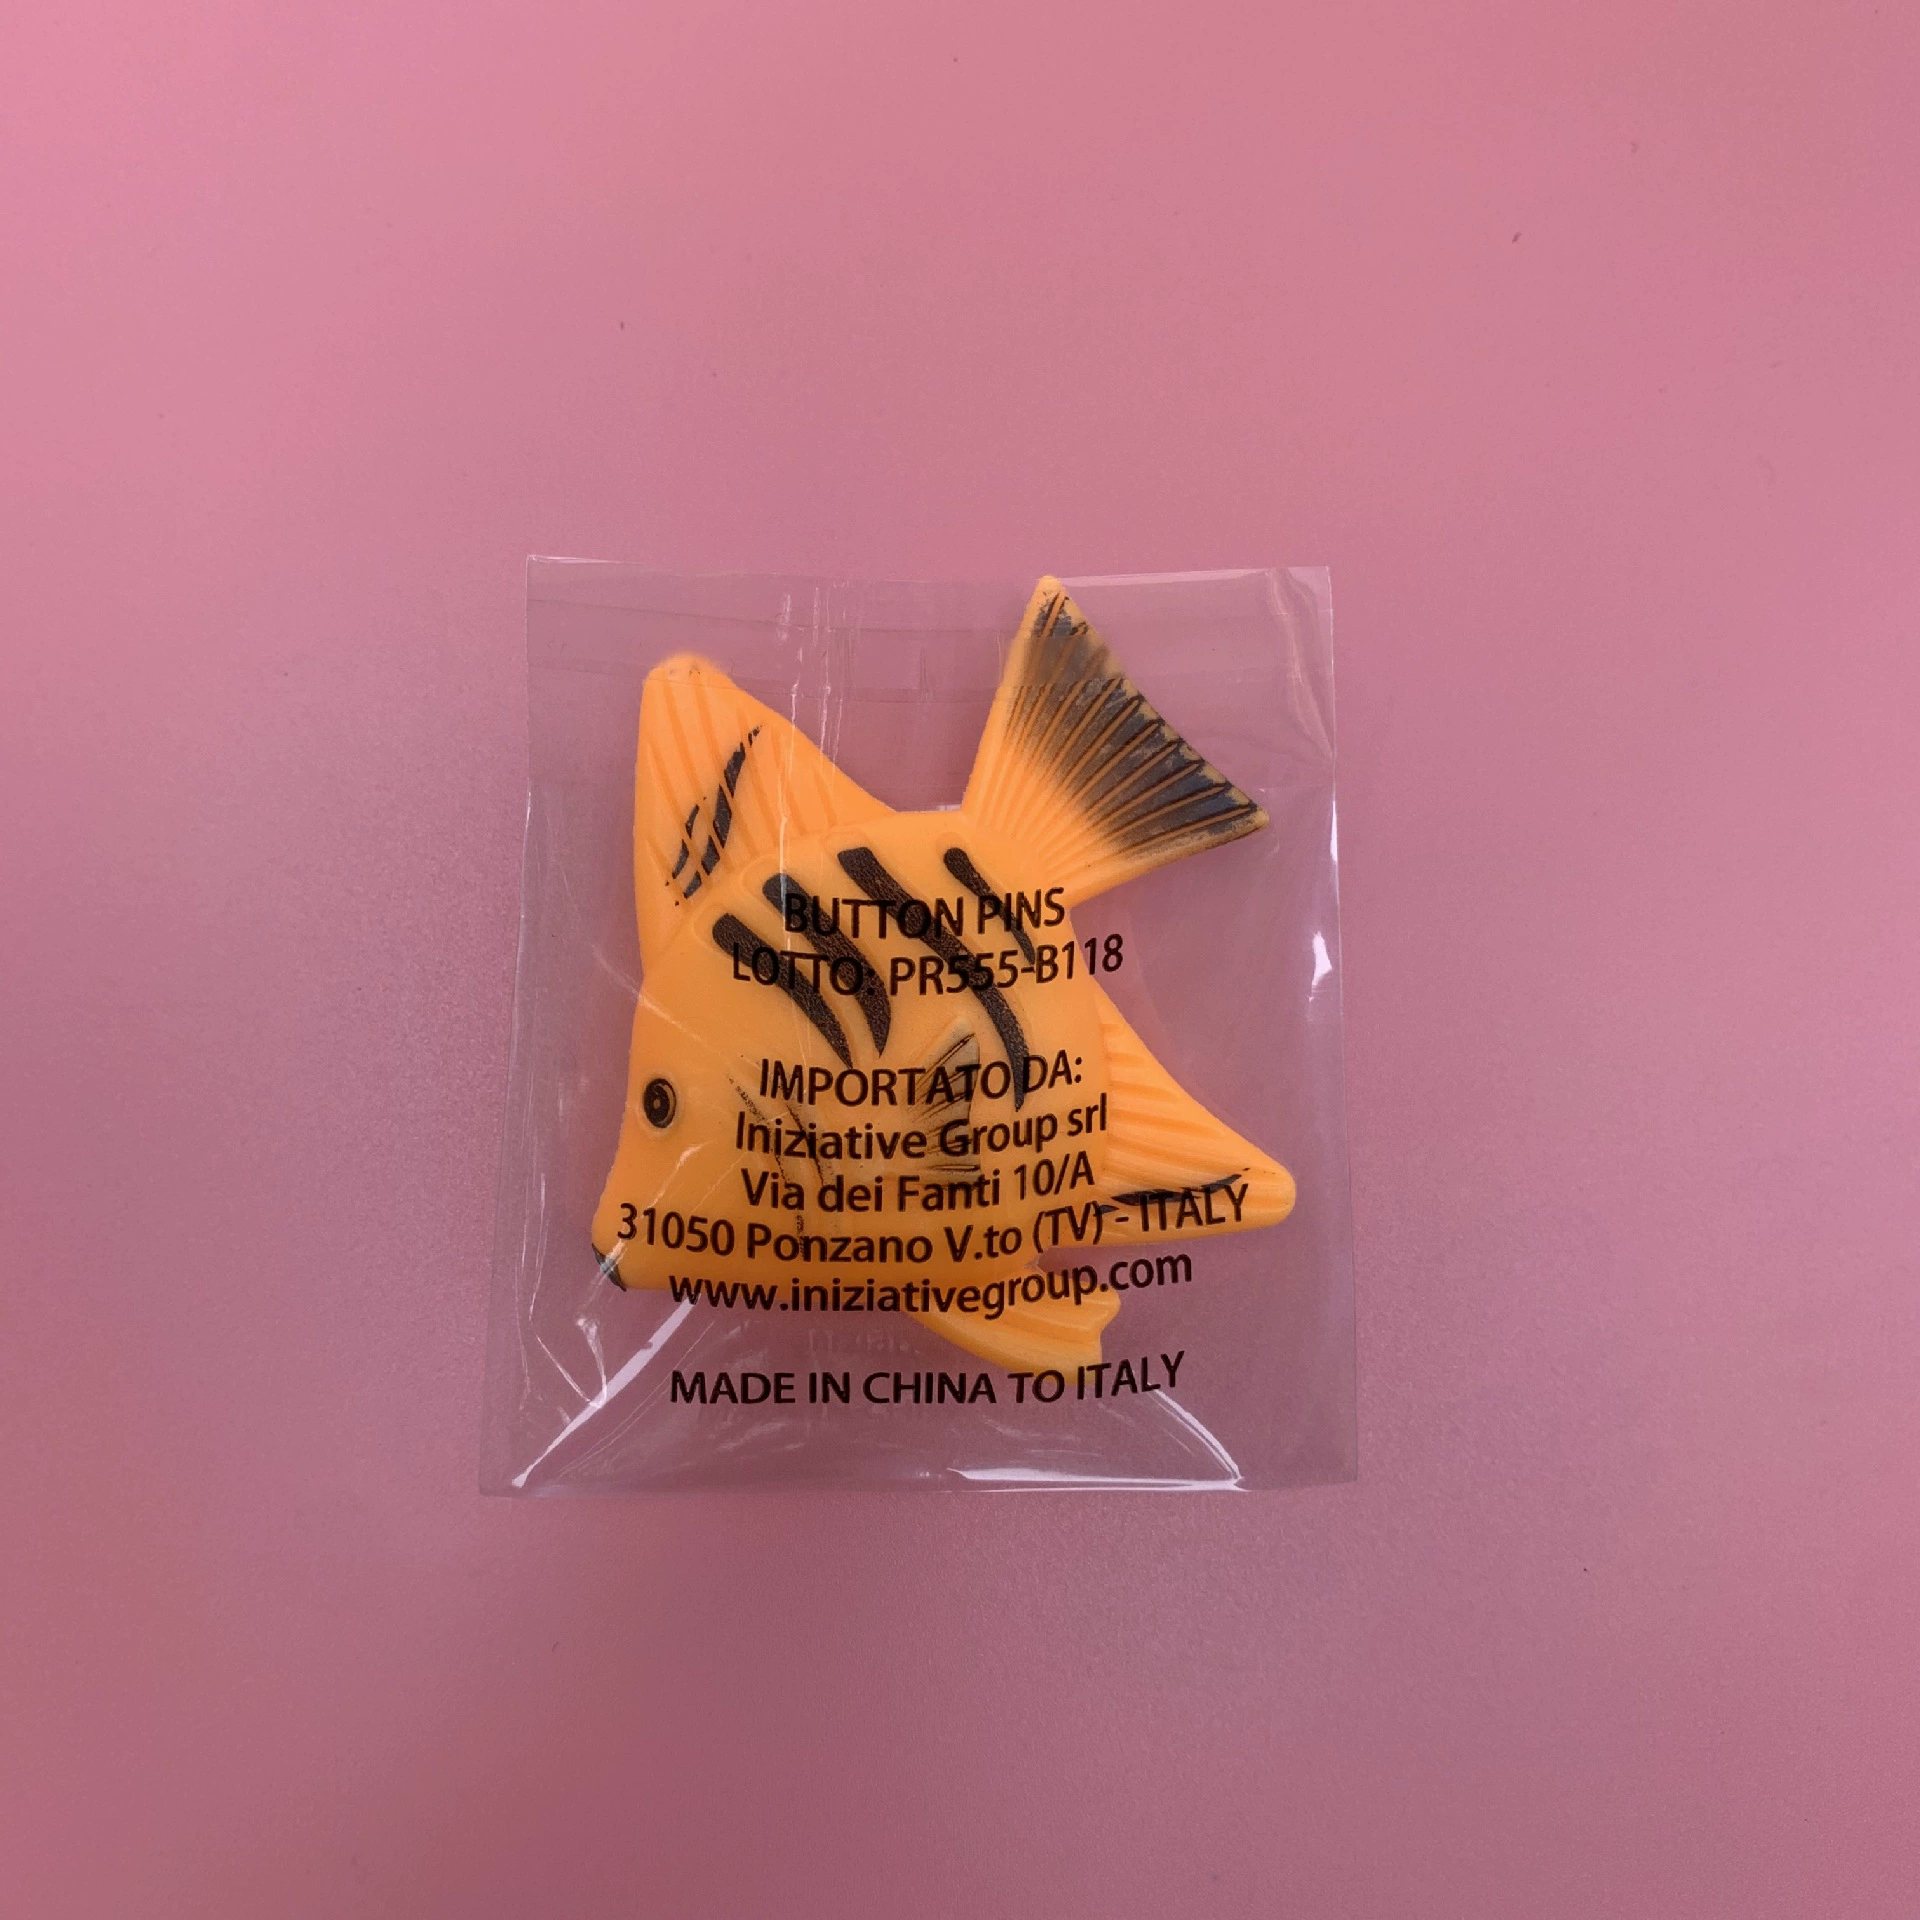 BUTTON PINS
LOTTO: PR555-B118
IMPORTATO DA:
Iniziative Group srl
Via dei Fanti 10/A
31050 Ponzano V.to (TV) - ITALY
www.iniziativegroup.com
MADE IN CHINA TO ITALY